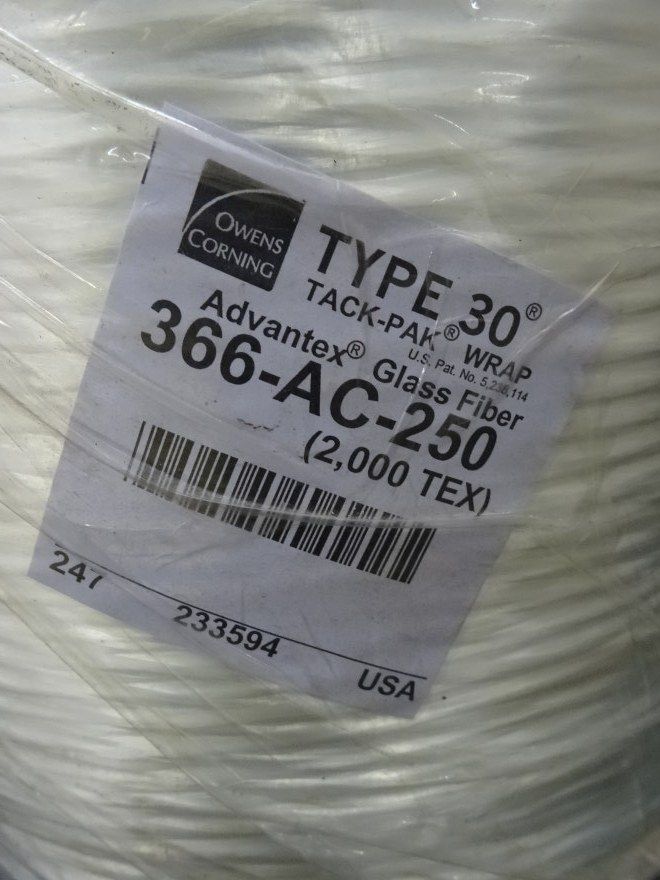 OWENS
CORNING
TYPE 30®
TACK-PAK® WRAP
U.S. Pat. No.
Advantex® Glass Fiber
366-AC-250
(2,000 TEX)
247 233594 USA